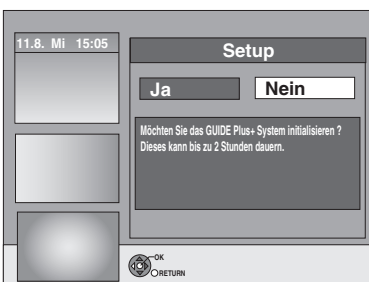 11.8. Mi 15:05
Setup
Ja
Nein
Möchten Sie das GUIDE Plus+ System initialisieren ?
Dieses kann bis zu 2 Stunden dauern.
OK
RETURN